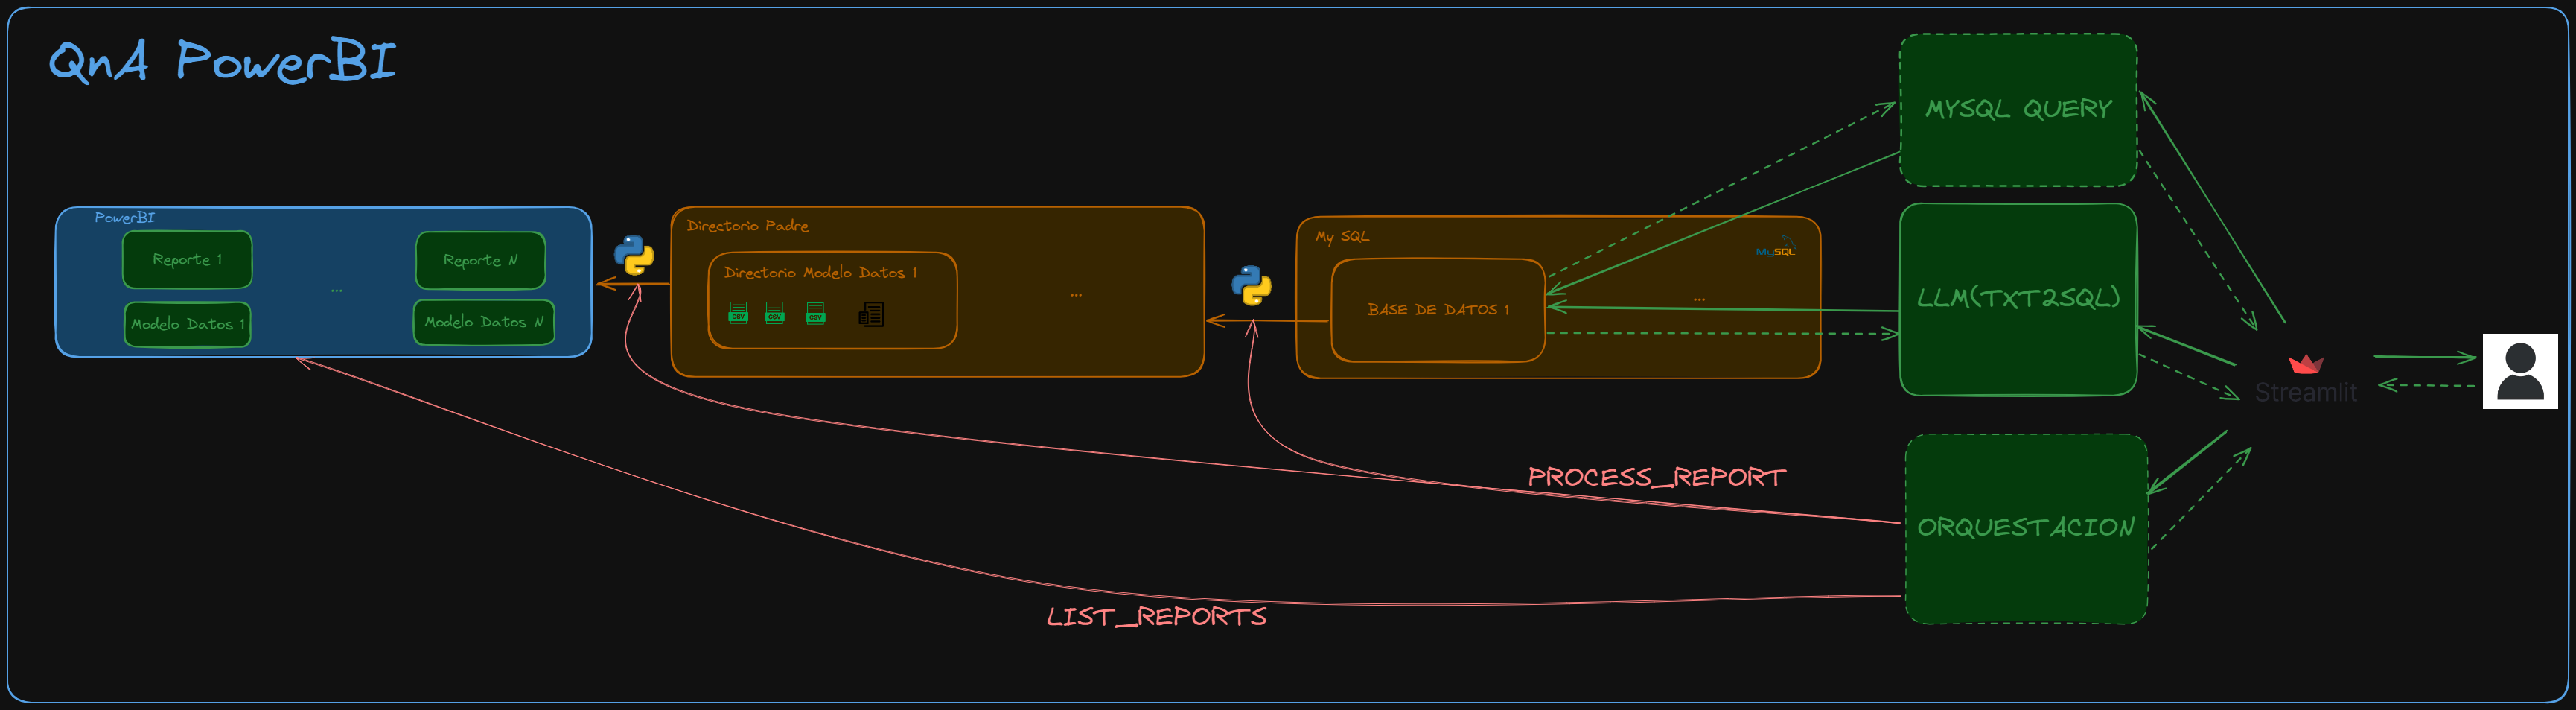 QnA PowerBI
PowerBI
Reporte 1
...
Reporte N
Modelo Datos 1
Modelo Datos N
Directorio Padre
Directorio Modelo Datos 1
CSV
CSV
CSV
...
My SQL
MySQL
BASE DE DATOS 1
...
MYSQL QUERY
LLM(TXT2SQL)
Streamlit
ORQUESTACION
PROCESS_REPORT
LIST_REPORTS